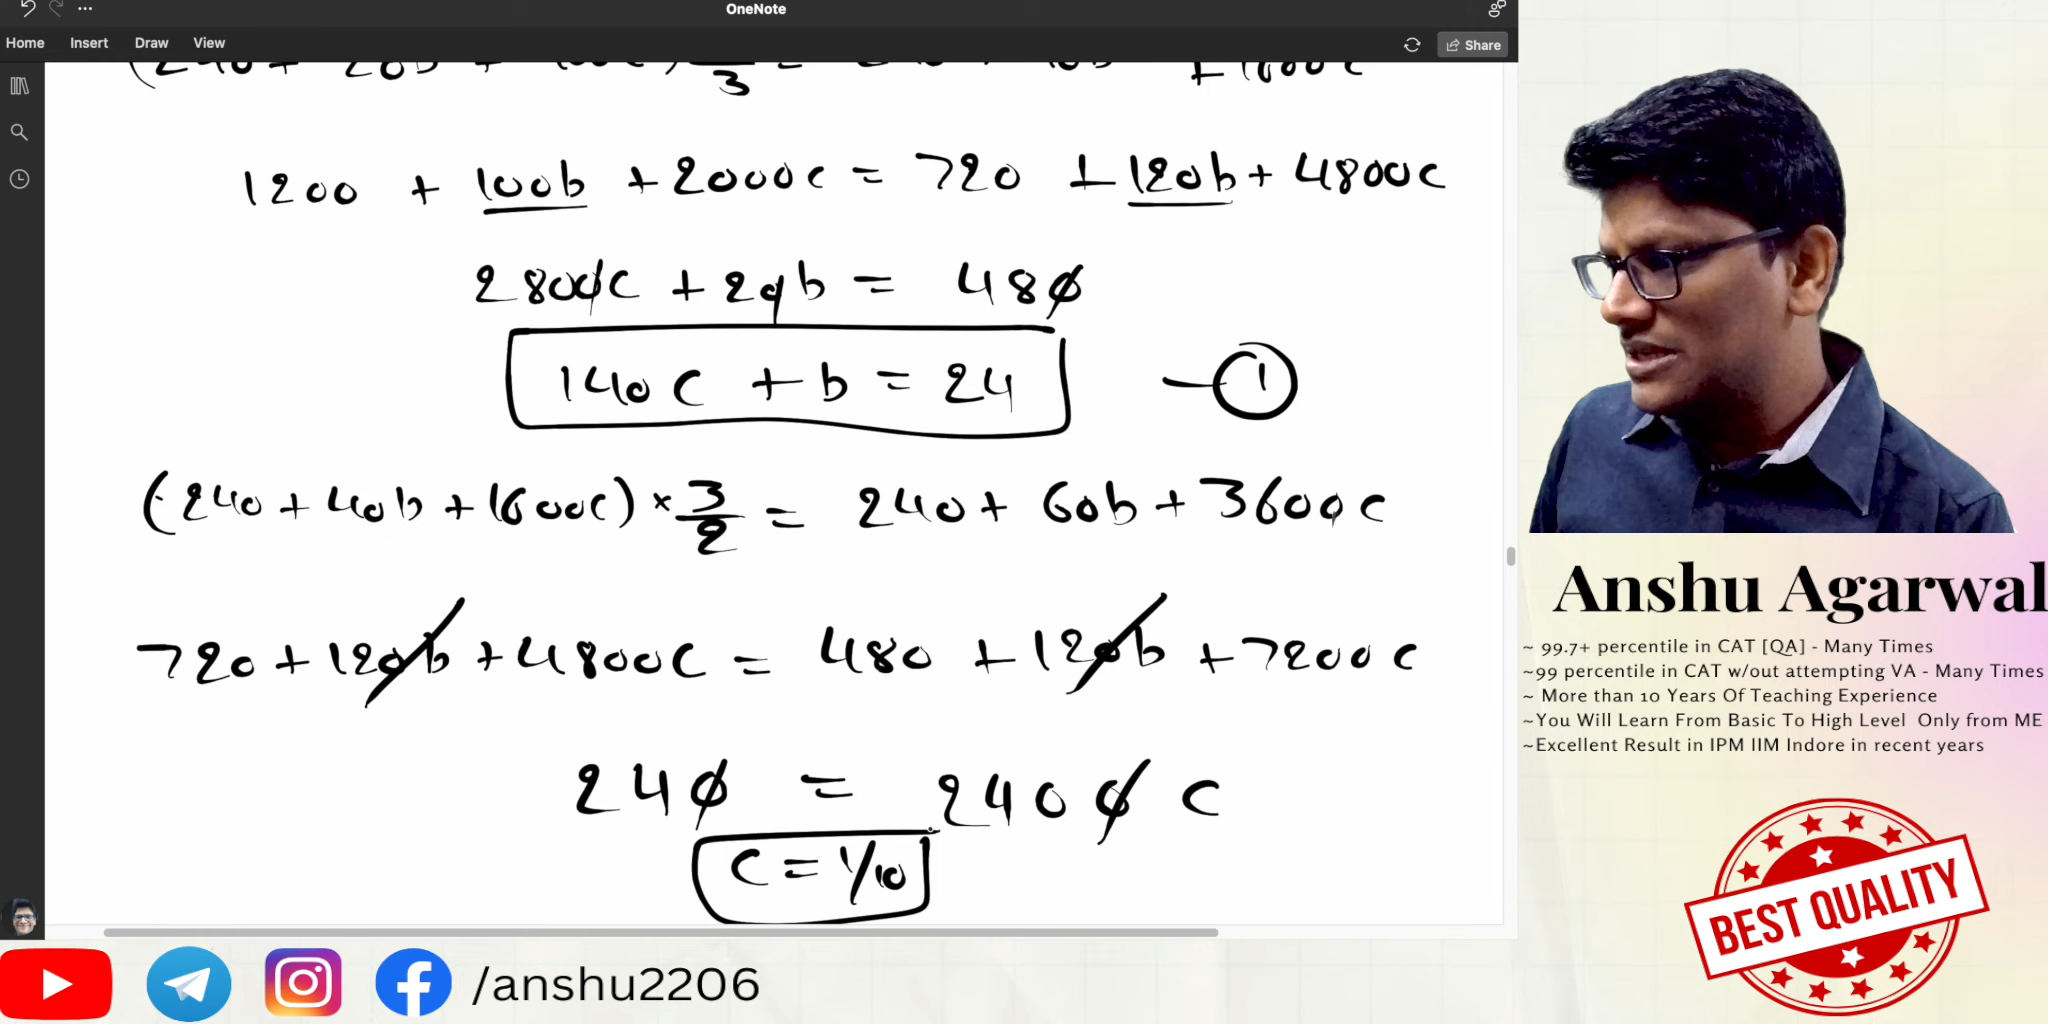 OneNote
Home Insert Draw View Share
3
1200 + 100b + 2000c = 720 + 120b + 4800c
2800c + 20b = 480
140c + b = 24 — 1
(240 + 40b + 1600c) × 3/2 = 240 + 60b + 3600c
720 + 120b + 4800c = 480 + 120b + 7200c
240 = 2400 c
c = 1/10
Anshu Agarwal
~ 99.7+ percentile in CAT [QA] - Many Times
~99 percentile in CAT w/out attempting VA - Many Times
~ More than 10 Years Of Teaching Experience
~You Will Learn From Basic To High Level Only from ME
~Excellent Result in IPM IIM Indore in recent years
BEST QUALITY
/anshu2206